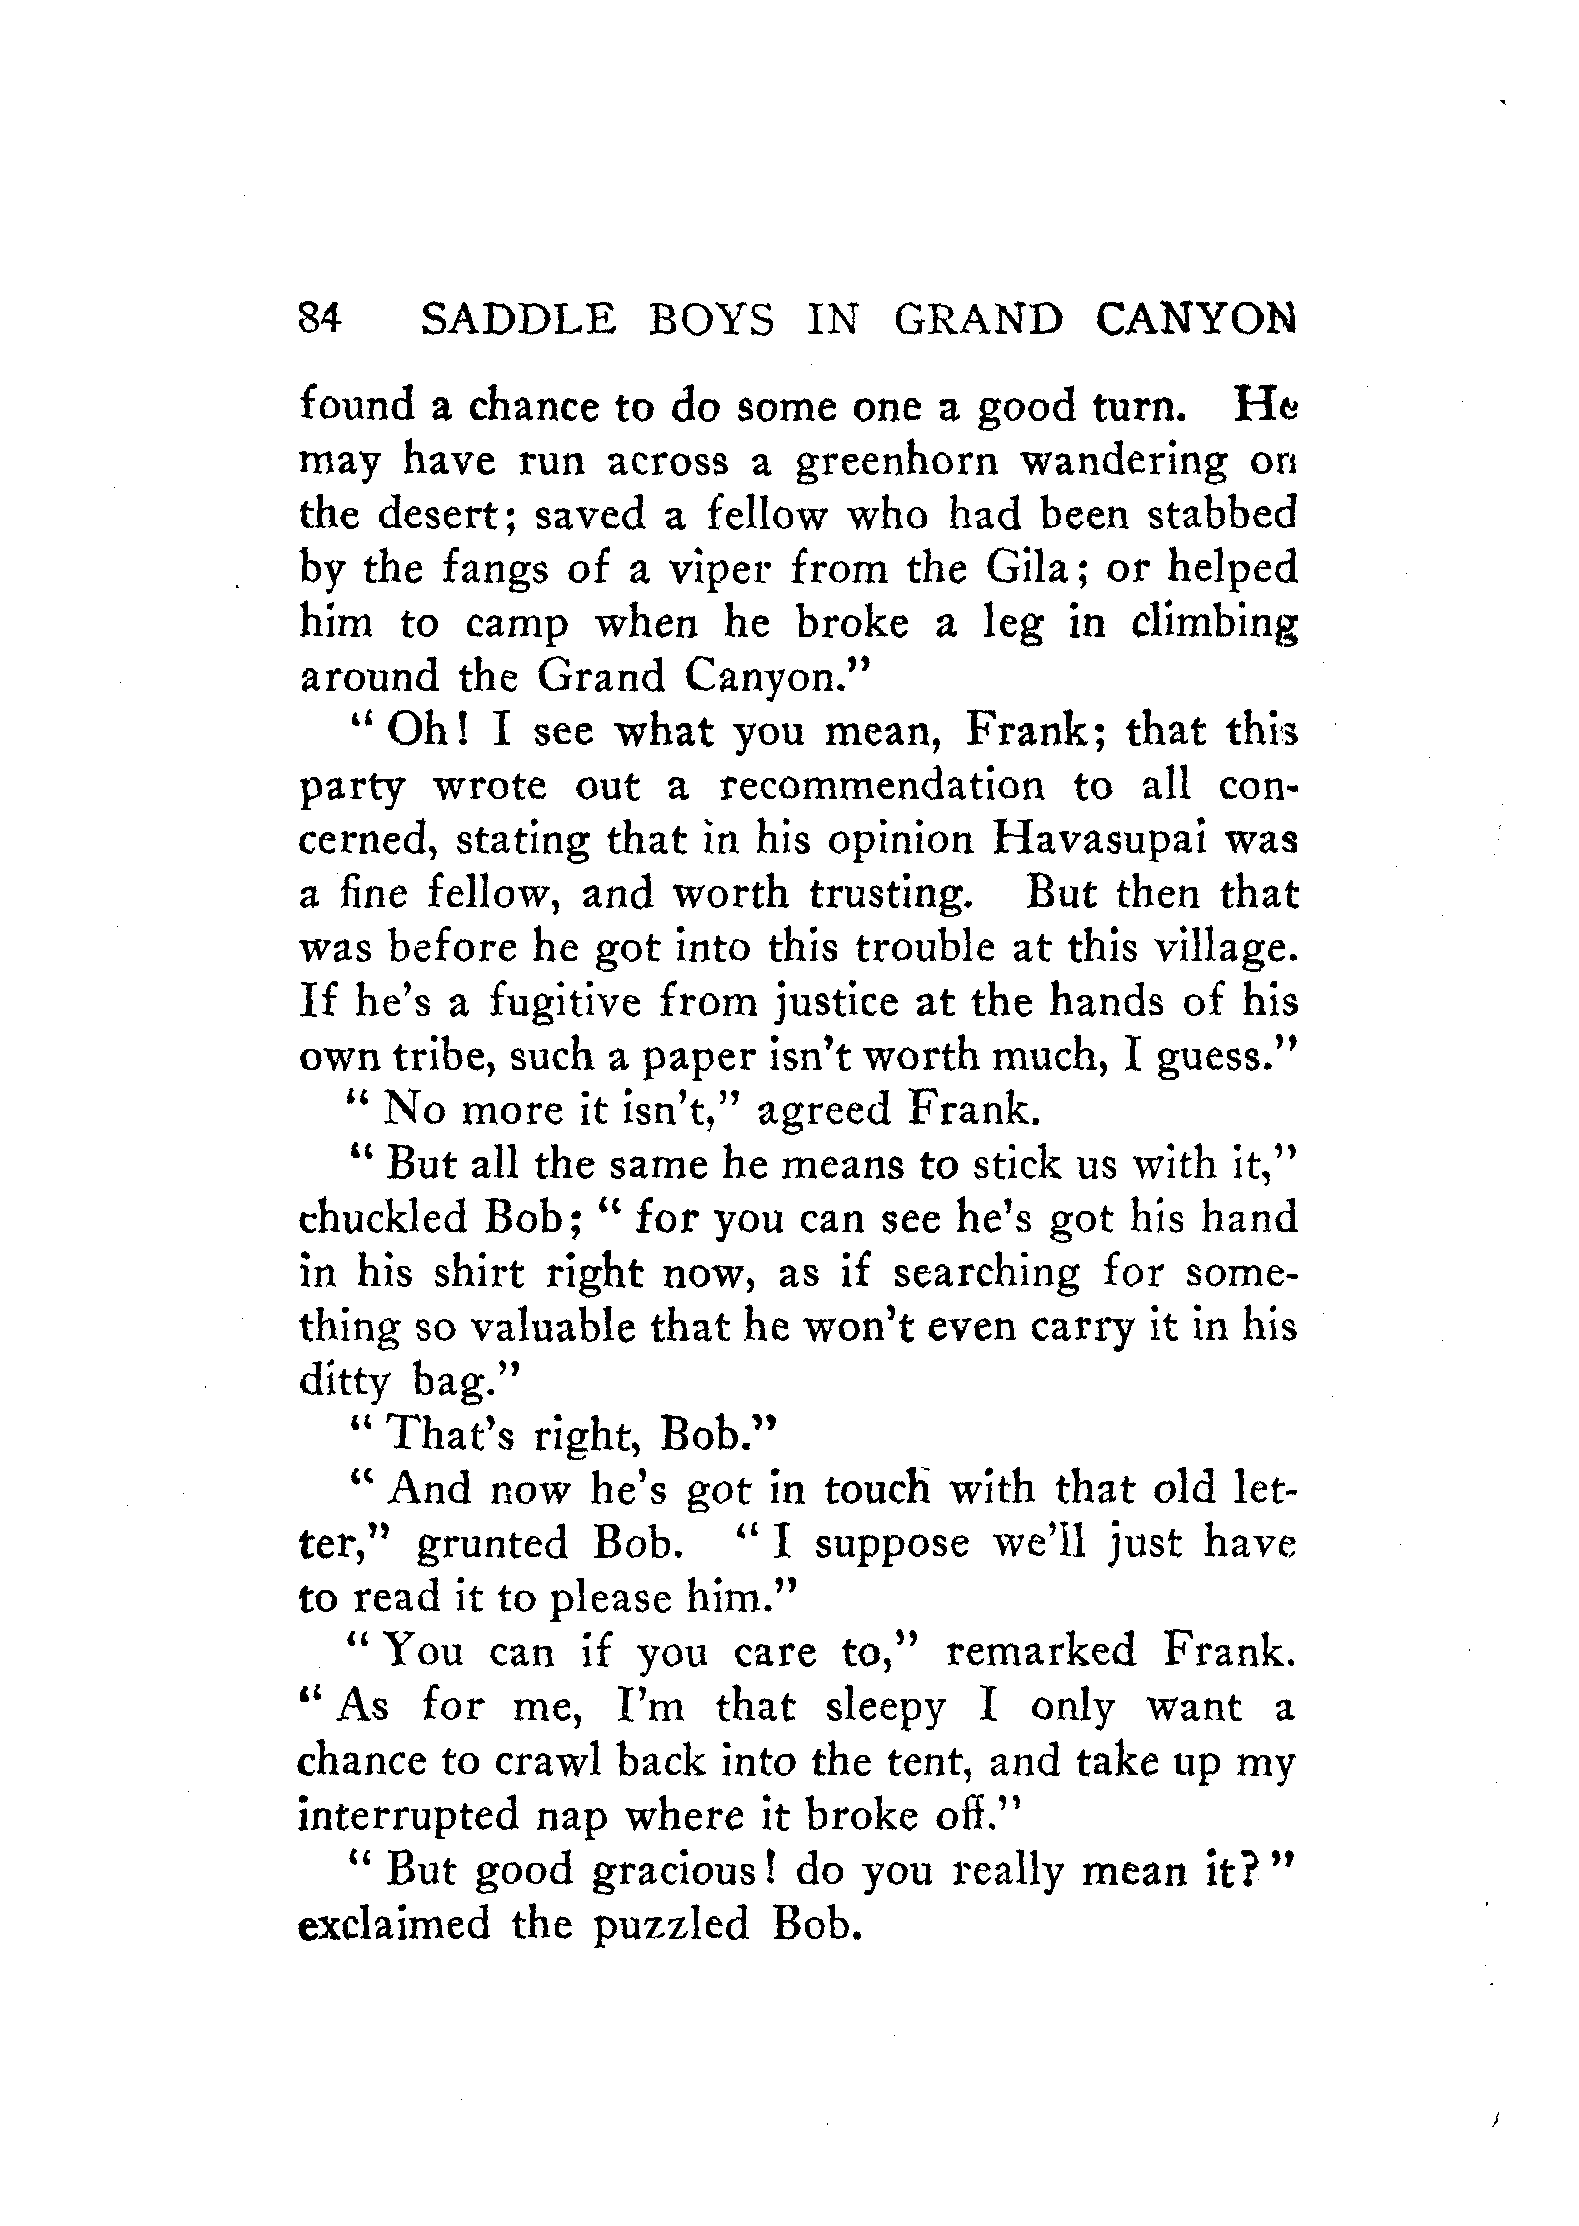 84 SADDLE BOYS IN GRAND CANYON
found a chance to do some one a good turn. He
may have run across a greenhorn wandering on
the desert; saved a fellow who had been stabbed
by the fangs of a viper from the Gila; or helped
him to camp when he broke a leg in climbing
around the Grand Canyon."
" Oh! I see what you mean, Frank; that this
party wrote out a recommendation to all con-
cerned, stating that in his opinion Havasupai was
a fine fellow, and worth trusting. But then that
was before he got into this trouble at this village.
If he's a fugitive from justice at the hands of his
own tribe, such a paper isn't worth much, I guess."
" No more it isn't," agreed Frank.
" But all the same he means to stick us with it,"
chuckled Bob; " for you can see he's got his hand
in his shirt right now, as if searching for some-
thing so valuable that he won't even carry it in his
ditty bag."
" That's right, Bob."
" And now he's got in touch with that old let-
ter," grunted Bob. " I suppose we'll just have
to read it to please him."
" You can if you care to," remarked Frank.
" As for me, I'm that sleepy I only want a
chance to crawl back into the tent, and take up my
interrupted nap where it broke off."
" But good gracious! do you really mean it? "
exclaimed the puzzled Bob.